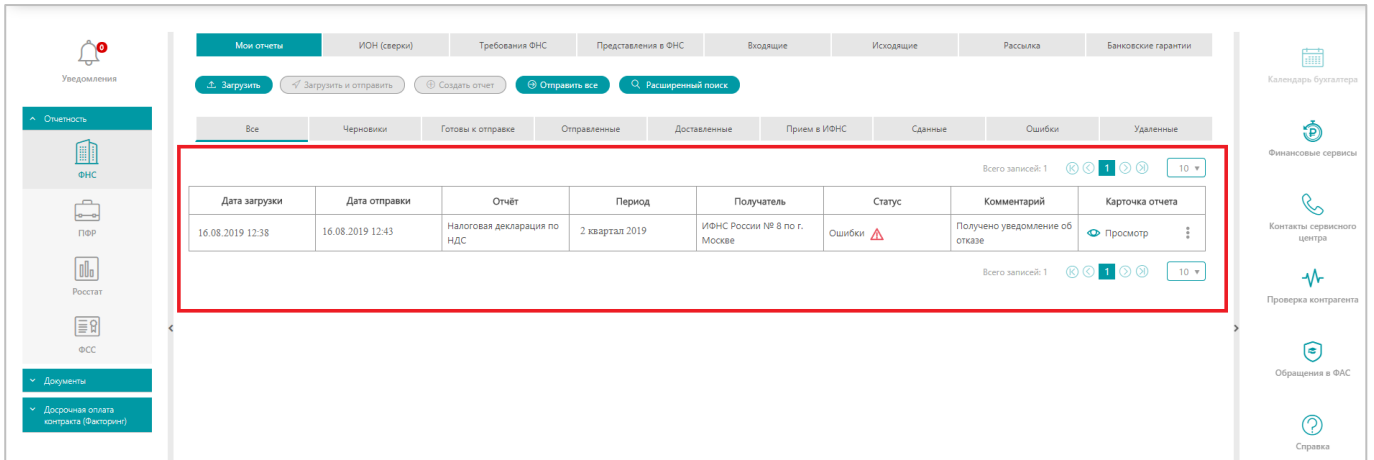 0
Уведомления
Отчетность
ФНС
ПФР
Росстат
ФСС
Документы
Досрочная оплата
контракта (Факторинг)
Мои отчеты ИОН (сверки) Требования ФНС Представления в ФНС Входящие Исходящие Рассылка Банковские гарантии
Загрузить Загрузить и отправить Создать отчет Отправить все Расширенный поиск
Все Черновики Готовы к отправке Отправленные Доставленные Прием в ИФНС Сданные Ошибки Удаленные
Всего записей: 1 1 10
Дата загрузки Дата отправки Отчёт Период Получатель Статус Комментарий Карточка отчета
16.08.2019 12:38 16.08.2019 12:43 Налоговая декларация по 2 квартал 2019 ИФНС России № 8 по г. Ошибки Получено уведомление об Просмотр
НДС Москве отказе
Всего записей: 1 1 10
Календарь бухгалтера
Финансовые сервисы
Контакты сервисного
центра
Проверка контрагента
Обращения в ФАС
Справка